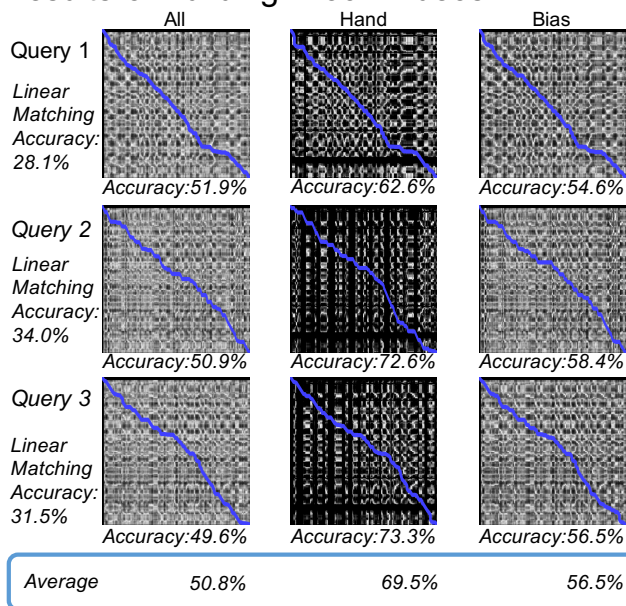 All Hand Bias
Query 1
Linear
Matching
Accuracy:
28.1%
Accuracy:51.9% Accuracy:62.6% Accuracy:54.6%
Query 2
Linear
Matching
Accuracy:
34.0%
Accuracy:50.9% Accuracy:72.6% Accuracy:58.4%
Query 3
Linear
Matching
Accuracy:
31.5%
Accuracy:49.6% Accuracy:73.3% Accuracy:56.5%
Average 50.8% 69.5% 56.5%